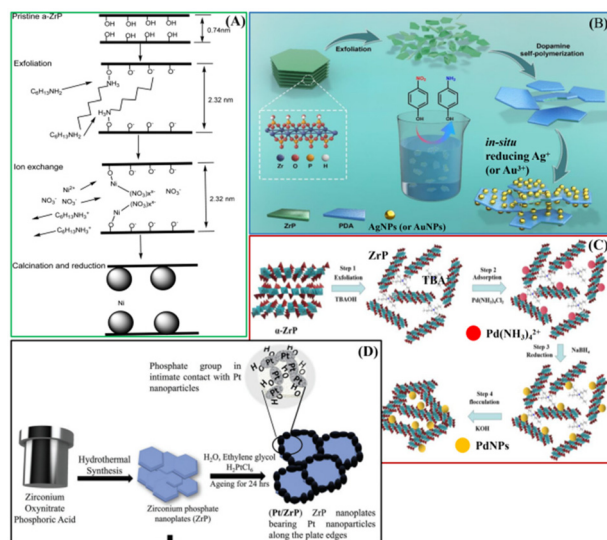 (A)
Pristine a-ZrP
OH OH OH OH
OH OH OH OH
0.74nm
Exfoliation
O⁻ O⁻ O⁻
C₆H₁₃NH₂
NH₃
H₃N
2.32 nm
C₆H₁₃NH₂
O⁻ O⁻ O⁻
Ion exchange
O⁻ O⁻ O⁻
Ni²⁺
NO₃⁻ NO₃⁻
Ni
(NO₃)x⁻
NO₃⁻
Ni
(NO₃)x⁻
2.32 nm
C₆H₁₃NH₃⁺
C₆H₁₃NH₃⁺
O⁻ O⁻ O⁻
Calcination and reduction
Ni
(B)
Exfoliation
Dopamine
self-polymerization
NO₂
NH₂
OH
OH
Zr O P H
in-situ
reducing Ag⁺
(or Au³⁺)
ZrP PDA AgNPs (or AuNPs)
(C)
α-ZrP
Step 1
Exfoliation
TBAOH
ZrP
TBA
Step 2
Adsorption
Pd(NH₃)₄Cl₂
Pd(NH₃)₄²⁺
Step 3
Reduction
NaBH₄
Step 4
flocculation
KOH
PdNPs
(D)
Phosphate group in
intimate contact with Pt
nanoparticles
Zirconium
Oxynitrate
Phosphoric Acid
Hydrothermal
Synthesis
Zirconium phosphate
nanoplates (ZrP)
H₂O, Ethylene glycol
H₂PtCl₆
Ageing for 24 hrs
(Pt/ZrP) ZrP nanoplates
bearing Pt nanoparticles
along the plate edges